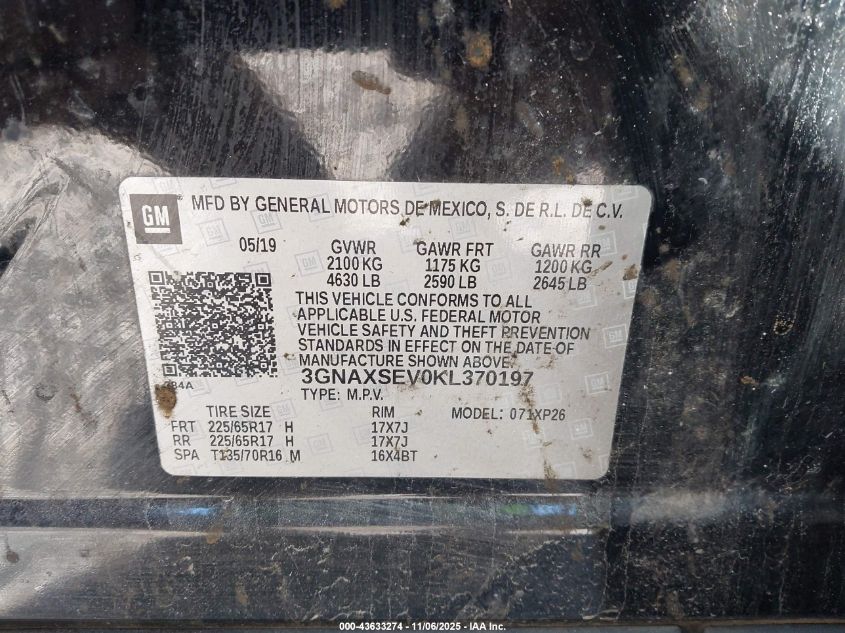 GM MFD BY GENERAL MOTORS DE MEXICO, S. DE R.L. DE C.V.
05/19 GVWR GAWR FRT GAWR RR
2100 KG 1175 KG 1200 KG
4630 LB 2590 LB 2645 LB
THIS VEHICLE CONFORMS TO ALL
APPLICABLE U.S. FEDERAL MOTOR
VEHICLE SAFETY AND THEFT PREVENTION
STANDARDS IN EFFECT ON THE DATE OF
MANUFACTURE SHOWN ABOVE.
3GNAXSEV0KL370197
TYPE: M.P.V.
TIRE SIZE RIM MODEL: 071XP26
FRT 225/65R17 H 17X7J
RR 225/65R17 H 17X7J
SPA T135/70R16 M 16X4BT
000-43633274 - 11/06/2025 - IAA Inc.